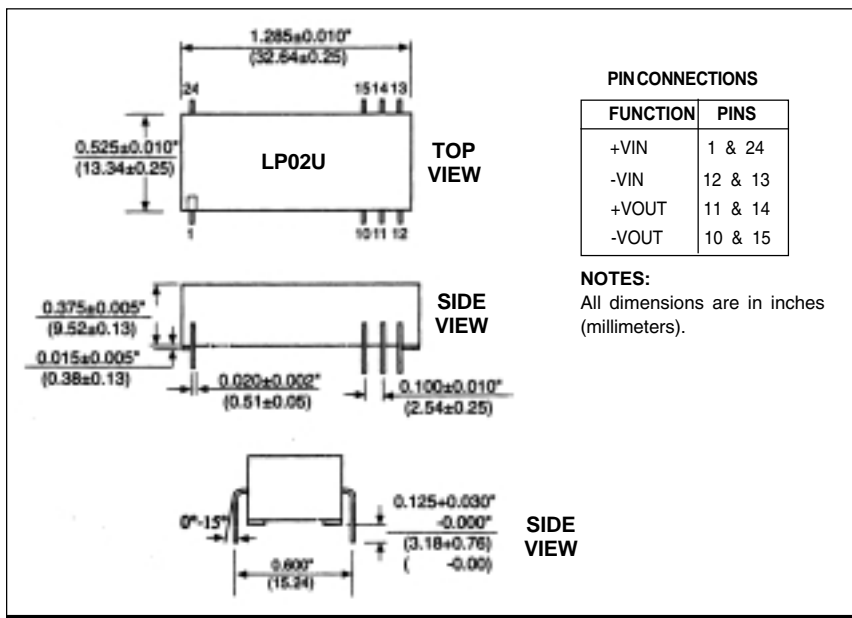 1.285±0.010"
(32.64±0.25)
24 15 14 13
0.525±0.010"
(13.34±0.25)
LP02U
TOP
VIEW
1 10 11 12
PIN CONNECTIONS
FUNCTION PINS
+VIN 1 & 24
-VIN 12 & 13
+VOUT 11 & 14
-VOUT 10 & 15
NOTES:
All dimensions are in inches
(millimeters).
0.375±0.005"
(9.52±0.13)
SIDE
VIEW
0.015±0.005"
(0.38±0.13)
0.020±0.002"
(0.51±0.05)
0.100±0.010"
(2.54±0.25)
0°-15°
0.125+0.030"
-0.000"
(3.18+0.76)
( -0.00)
SIDE
VIEW
0.600"
(15.24)